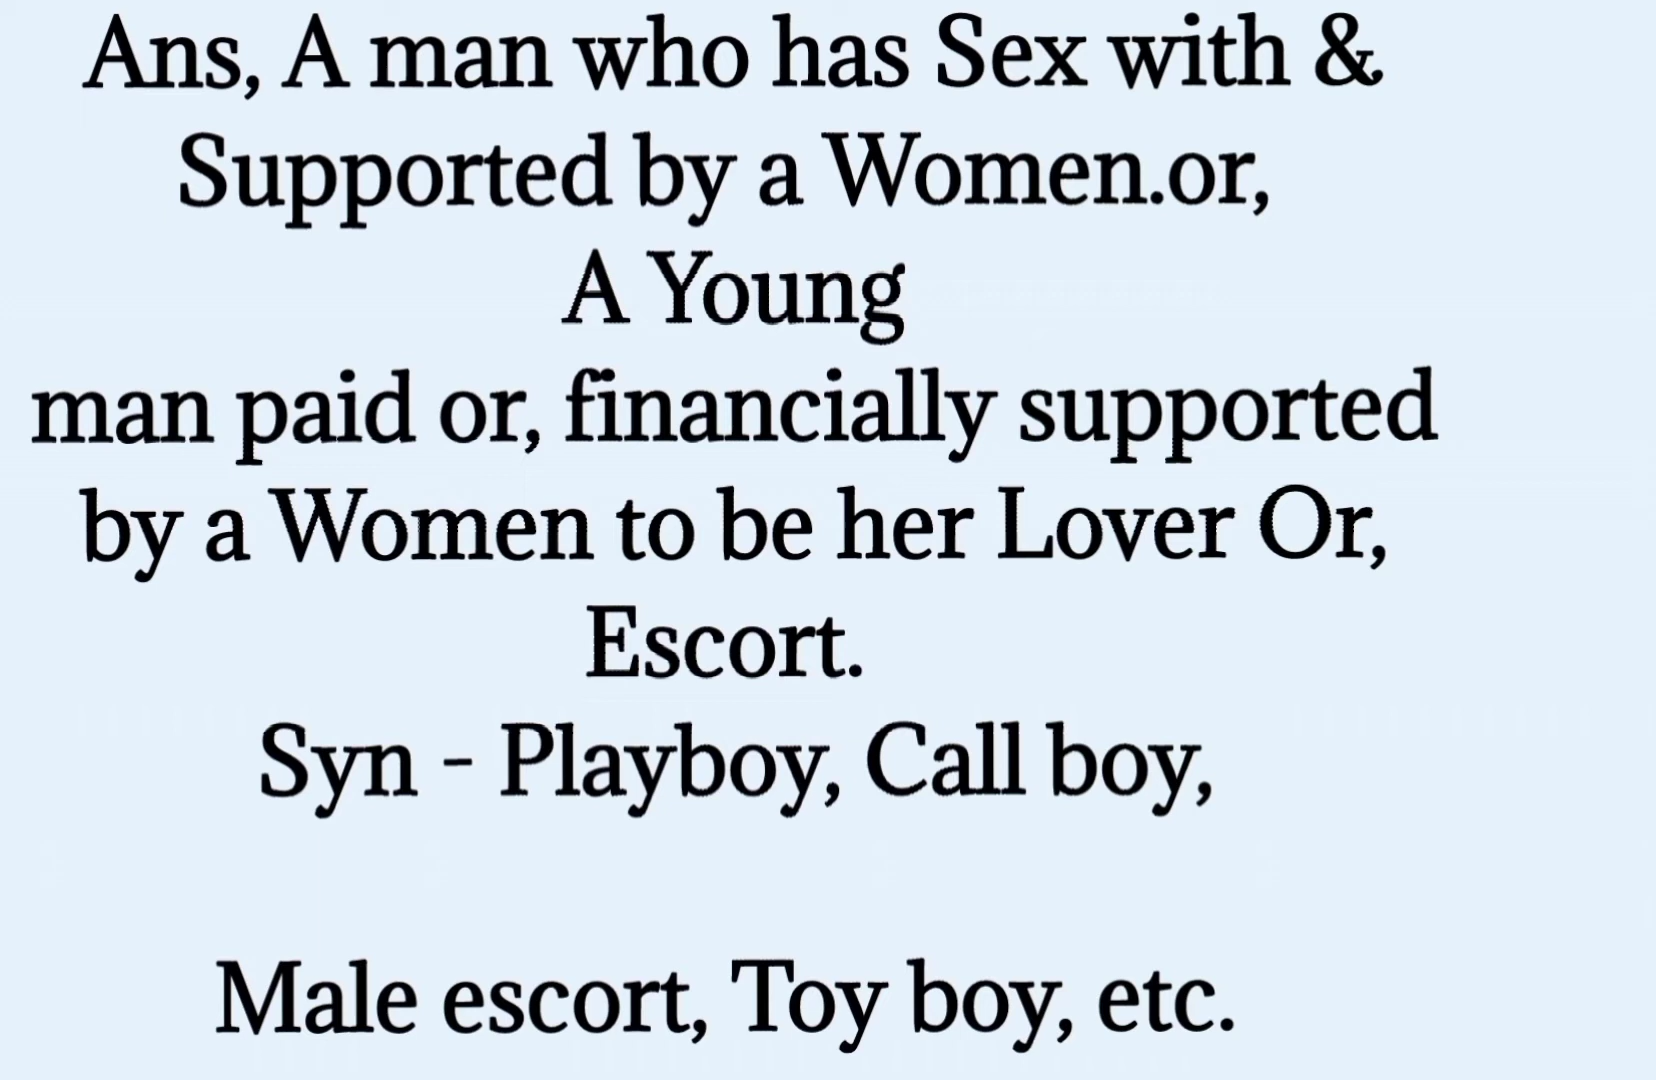 Ans, A man who has Sex with &
Supported by a Women.or,
A Young
man paid or, financially supported
by a Women to be her Lover Or,
Escort.
Syn - Playboy, Call boy,
Male escort, Toy boy, etc.